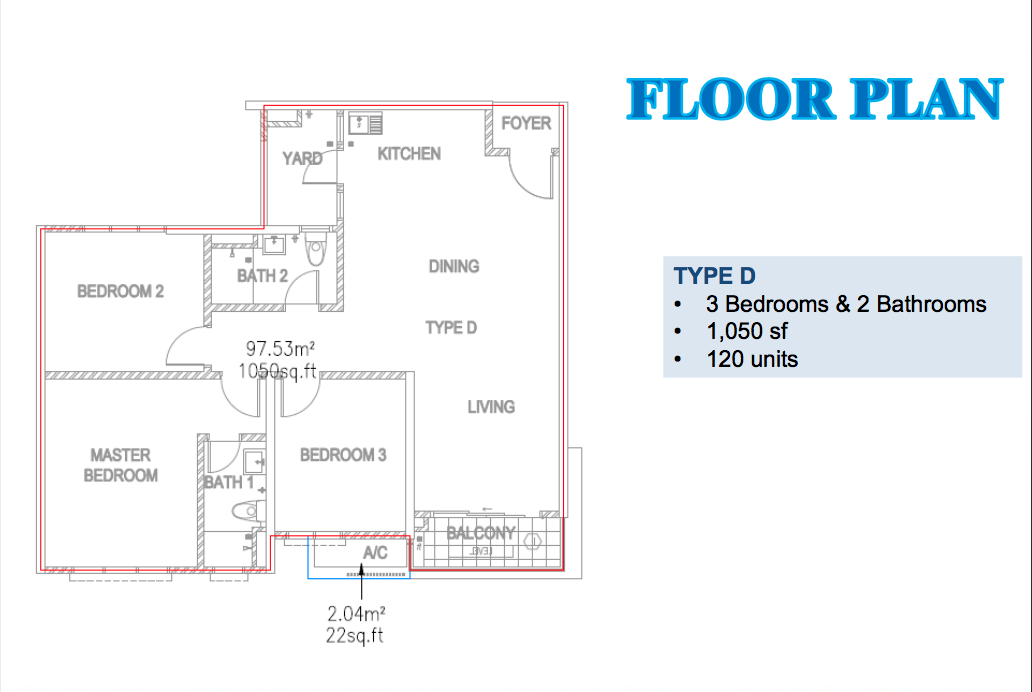 FLOOR PLAN
FOYER
YARD
KITCHEN
BATH 2
DINING
BEDROOM 2
TYPE D
97.53m²
1050sq.ft
LIVING
MASTER
BEDROOM
BEDROOM 3
BATH 1
BALCONY
LEVEL
A/C
2.04m²
22sq.ft
TYPE D
• 3 Bedrooms & 2 Bathrooms
• 1,050 sf
• 120 units